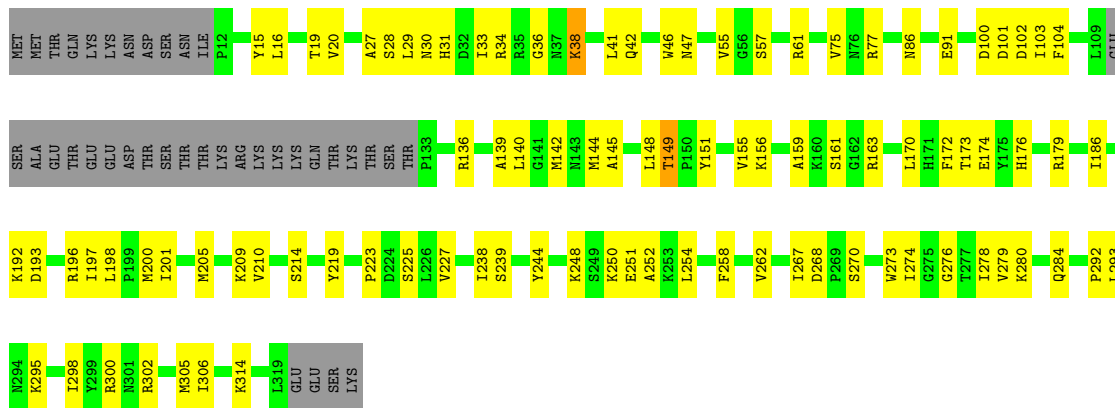 MET MET THR GLN LYS LYS ASN ASP SER ASN ILE P12 Y15 L16 T19 V20 A27 S28 L29 N30 H31 D32 I33 R34 R35 G36 N37 K38 L41 Q42 W46 N47 V55 G56 S57 R61 V75 N76 R77 N86 E91 D100 D101 D102 I103 F104 L109 GLU
SER ALA GLU THR THR GLU GLU ASP THR SER THR THR LYS ARG LYS LYS LYS GLN THR LYS THR SER THR P133 R136 A139 L140 G141 M142 N143 M144 A145 L148 T149 P150 Y151 V155 K156 A159 K160 S161 G162 R163 L170 H171 F172 T173 E174 Y175 H176 R179 I186
K192 D193 R196 I197 L198 P199 M200 I201 M205 K209 V210 S214 Y219 P223 D224 S225 L226 V227 I238 S239 Y244 K248 S249 K250 E251 A252 K253 L254 F258 V262 I267 D268 P269 S270 W273 I274 G275 G276 T277 I278 V279 K280 Q284 P292 L293
N294 K295 I298 Y299 R300 N301 R302 M305 I306 K314 L319 GLU GLU SER LYS